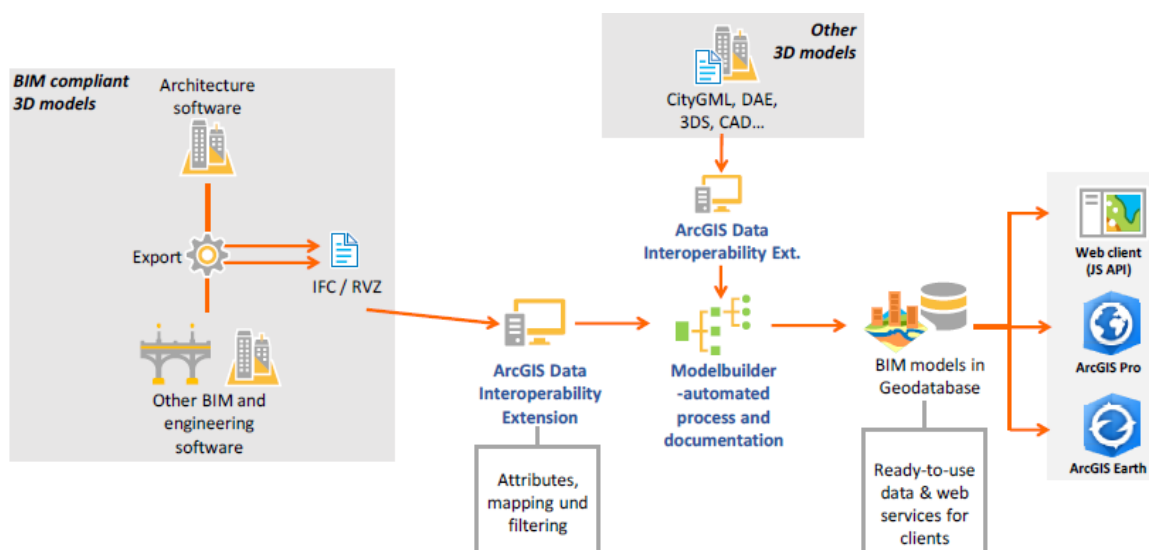 BIM compliant
3D models
Architecture
software
Export
IFC / RVZ
Other BIM and
engineering
software
Other
3D models
CityGML, DAE,
3DS, CAD...
ArcGIS Data
Interoperability Ext.
ArcGIS Data
Interoperability
Extension
Attributes,
mapping und
filtering
Modelbuilder
-automated
process and
documentation
BIM models in
Geodatabase
Ready-to-use
data & web
services for
clients
Web client
(JS API)
ArcGIS Pro
ArcGIS Earth